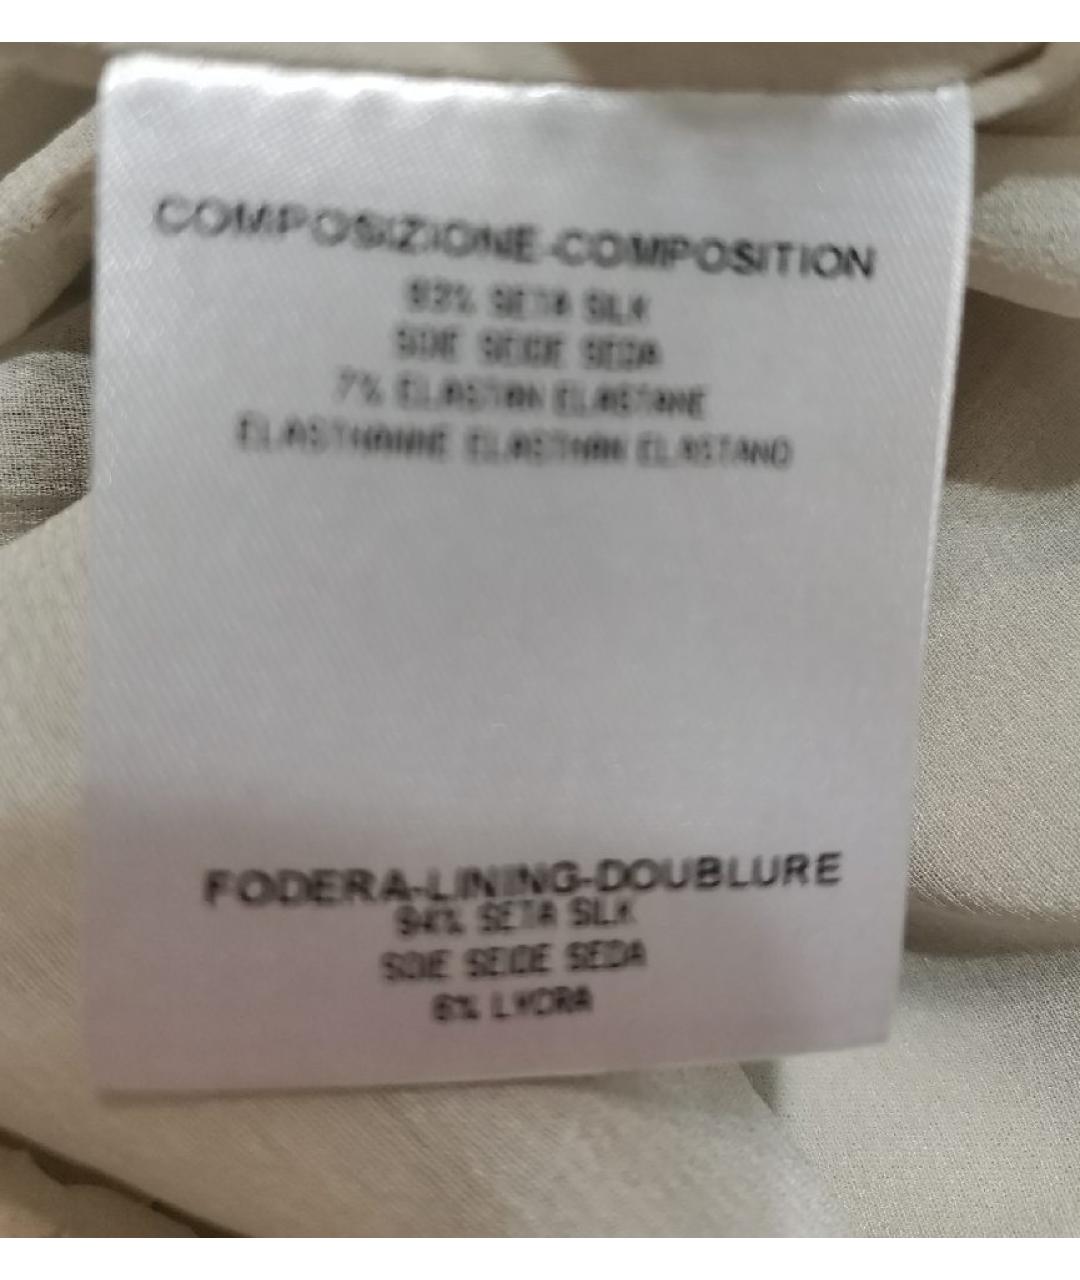 COMPOSIZIONE-COMPOSITION
93% SETA SILK
SOIE SEIDE SEDA
7% ELASTAN ELASTANE
ELASTHANNE ELASTHAN ELASTANO
FODERA-LINING-DOUBLURE
94% SETA SILK
SOIE SEIDE SEDA
6% LYCRA